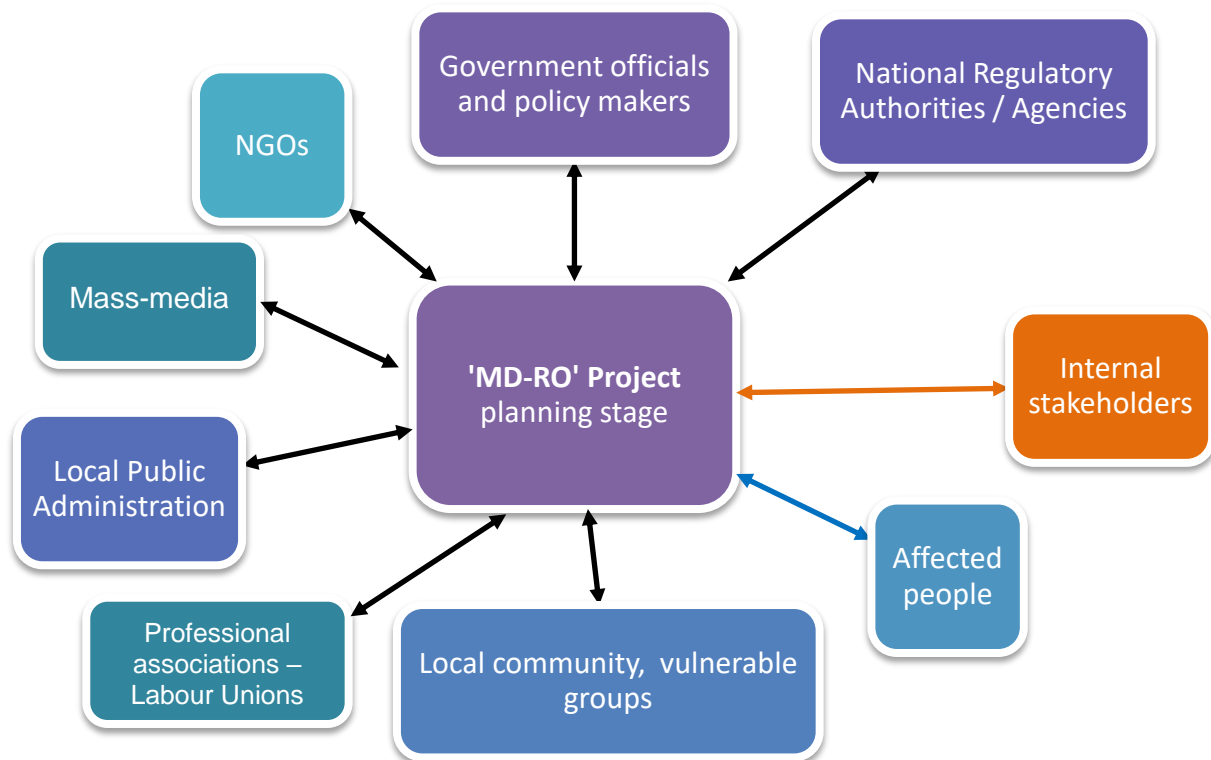 Government officials
and policy makers
National Regulatory
Authorities / Agencies
NGOs
Mass-media
'MD-RO' Project
planning stage
Internal
stakeholders
Local Public
Administration
Affected
people
Professional
associations –
Labour Unions
Local community,  vulnerable
groups